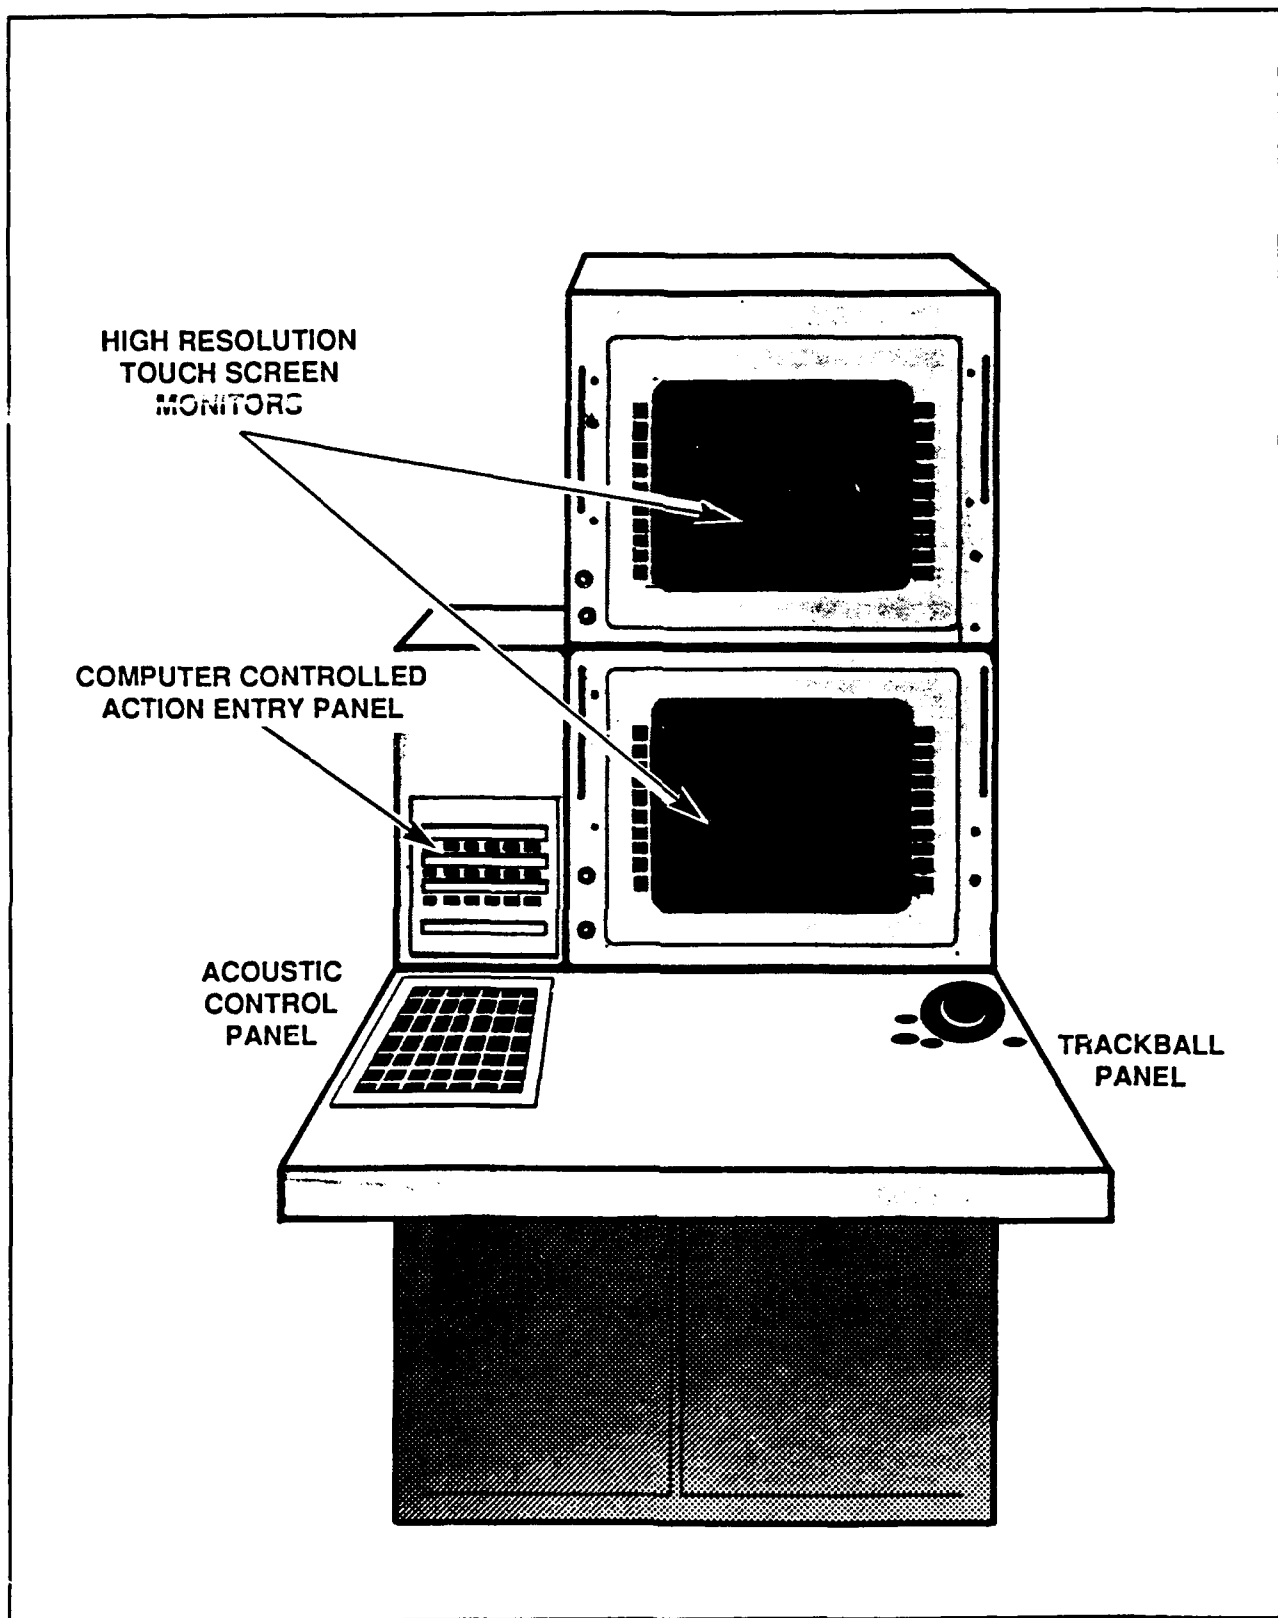 HIGH RESOLUTION
TOUCH SCREEN
MONITORS
COMPUTER CONTROLLED
ACTION ENTRY PANEL
ACOUSTIC
CONTROL
PANEL
TRACKBALL
PANEL